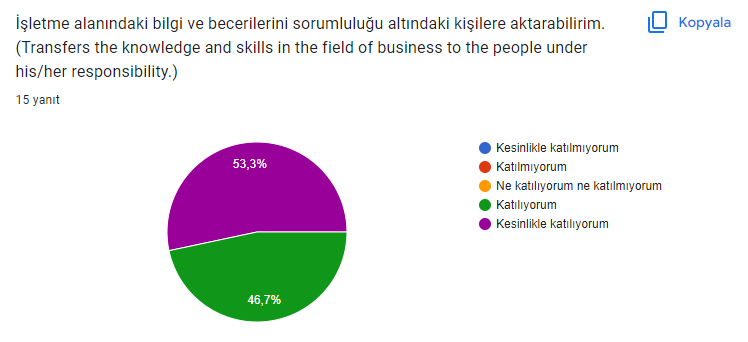 İşletme alanındaki bilgi ve becerilerini sorumluluğu altındaki kişilere aktarabilirim.
(Transfers the knowledge and skills in the field of business to the people under
his/her responsibility.)
Kopyala
15 yanıt
53,3%
46,7%
Kesinlikle katılmıyorum
Katılmıyorum
Ne katılıyorum ne katılmıyorum
Katılıyorum
Kesinlikle katılıyorum